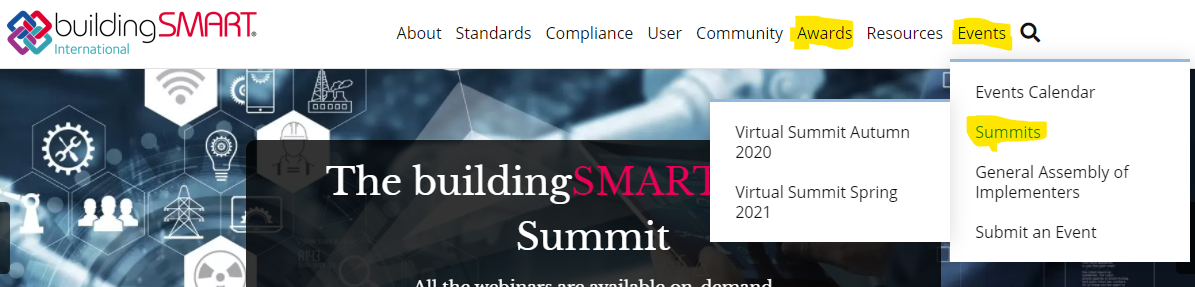 buildingSMART®
International
About Standards Compliance User Community Awards Resources Events
Events Calendar
Summits
General Assembly of
Implementers
Submit an Event
Virtual Summit Autumn
2020
Virtual Summit Spring
2021
The buildingSMART
Summit
All the webinars are available on-demand